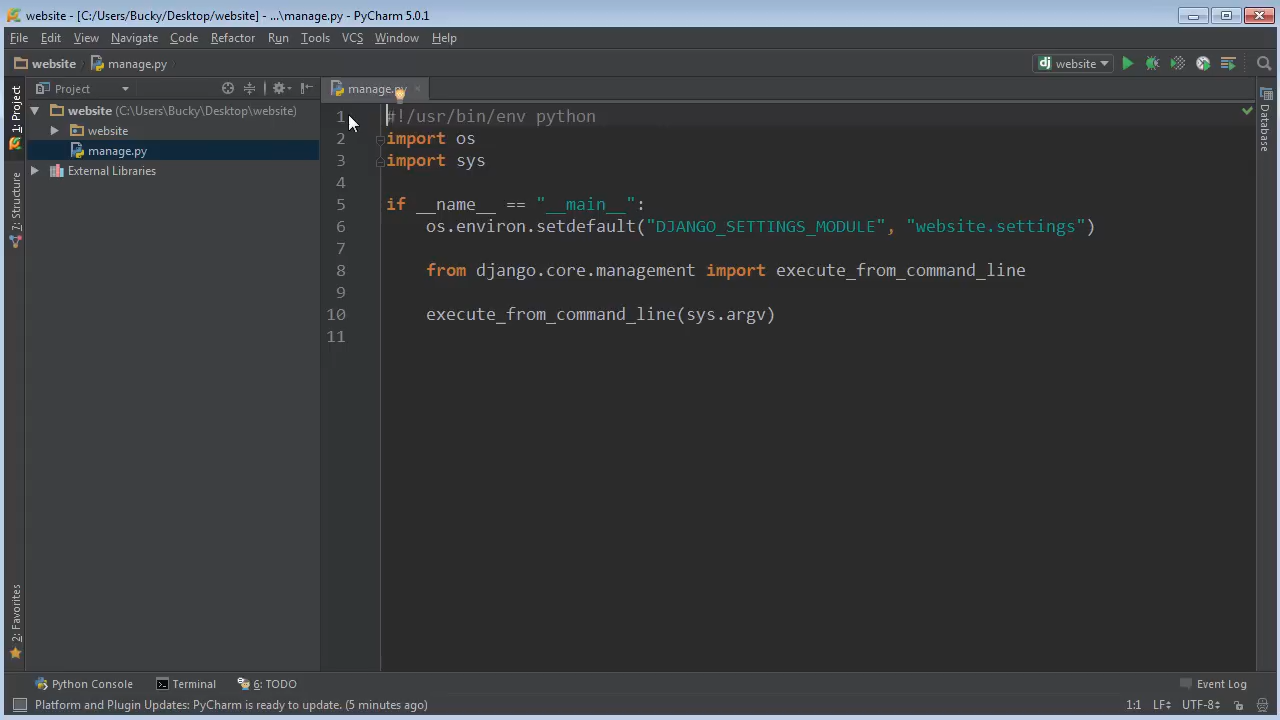 website - [C:/Users/Bucky/Desktop/website] - ...\manage.py - PyCharm 5.0.1
File Edit View Navigate Code Refactor Run Tools VCS Window Help
website manage.py dj website
Project manage.py
1: Project
7: Structure
2: Favorites
website (C:\Users\Bucky\Desktop\website)
website
manage.py
External Libraries
1 #!/usr/bin/env python
2 import os
3 import sys
4
5 if __name__ == "__main__":
6 os.environ.setdefault("DJANGO_SETTINGS_MODULE", "website.settings")
7
8 from django.core.management import execute_from_command_line
9
10 execute_from_command_line(sys.argv)
11
Database
Python Console Terminal 6: TODO Event Log
Platform and Plugin Updates: PyCharm is ready to update. (5 minutes ago) 1:1 LF UTF-8